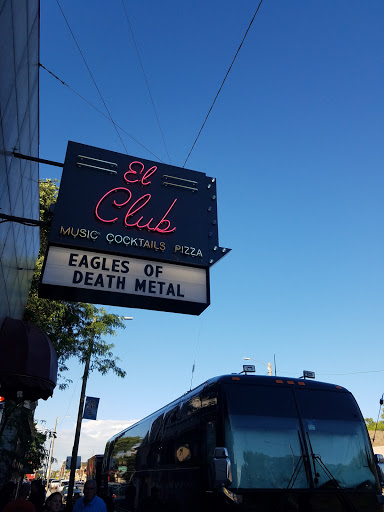 El
Club
MUSIC COCKTAILS PIZZA
EAGLES OF
DEATH METAL